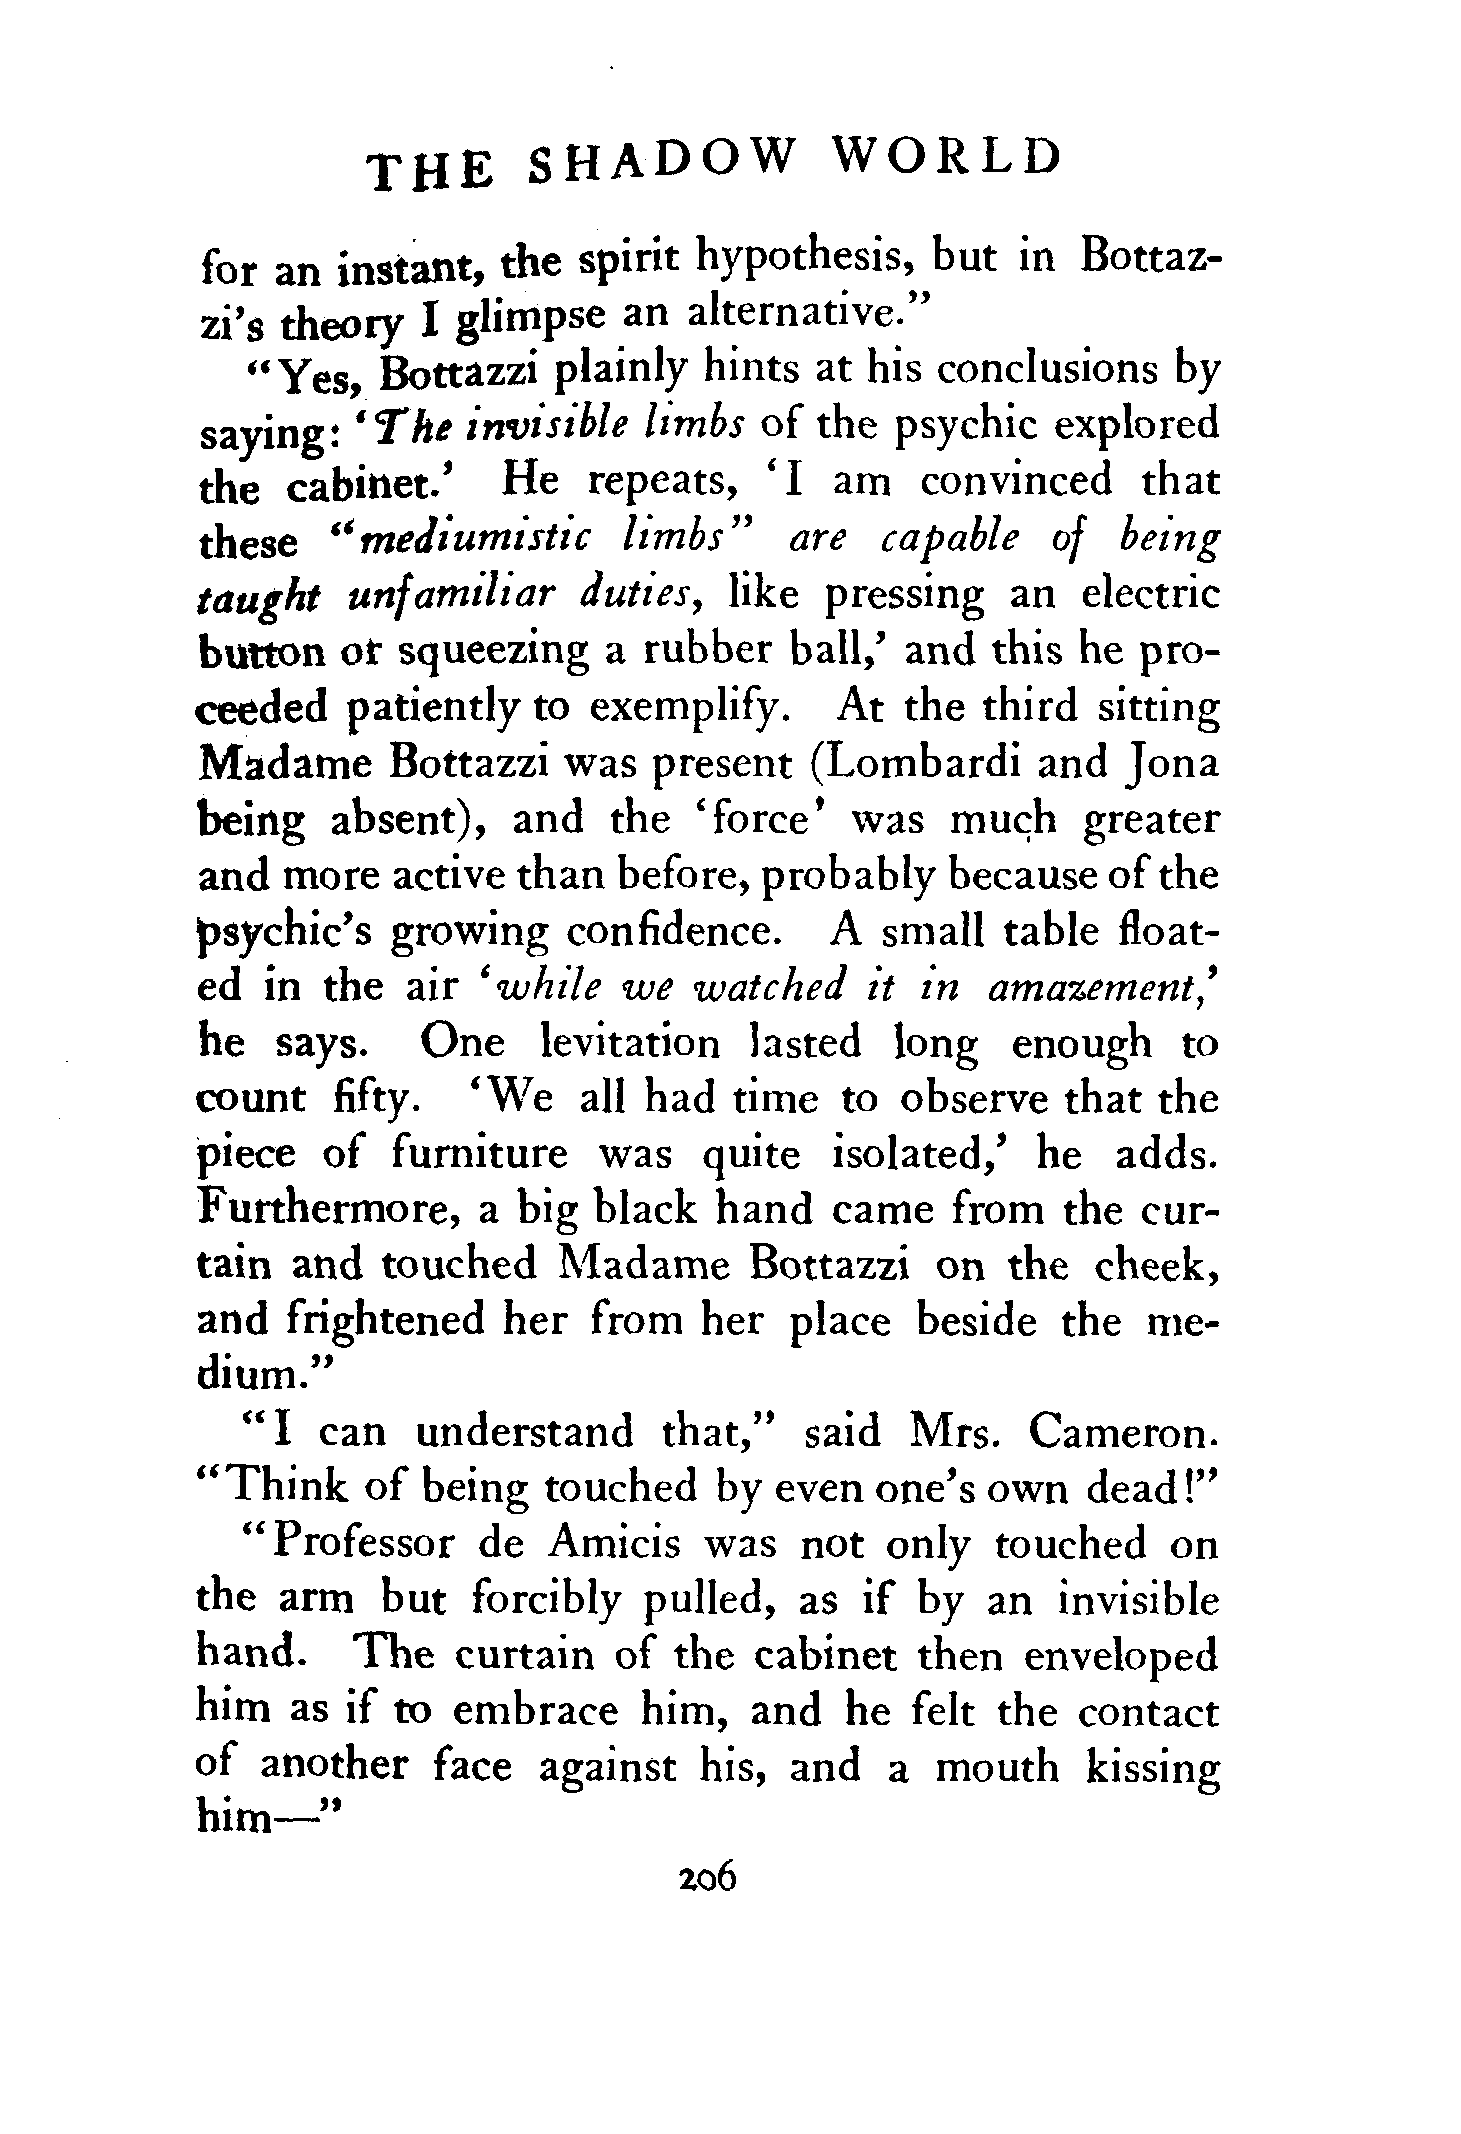 THE SHADOW WORLD
for an instant, the spirit hypothesis, but in Bottaz-
zi's theory I glimpse an alternative."
"Yes, Bottazzi plainly hints at his conclusions by
saying: 'The invisible limbs of the psychic explored
the cabinet.' He repeats, 'I am convinced that
these "mediumistic limbs" are capable of being
taught unfamiliar duties, like pressing an electric
button or squeezing a rubber ball,' and this he pro-
ceeded patiently to exemplify. At the third sitting
Madame Bottazzi was present (Lombardi and Jona
being absent), and the 'force' was much greater
and more active than before, probably because of the
psychic's growing confidence. A small table float-
ed in the air 'while we watched it in amazement,'
he says. One levitation lasted long enough to
count fifty. 'We all had time to observe that the
piece of furniture was quite isolated,' he adds.
Furthermore, a big black hand came from the cur-
tain and touched Madame Bottazzi on the cheek,
and frightened her from her place beside the me-
dium."
"I can understand that," said Mrs. Cameron.
"Think of being touched by even one's own dead!"
"Professor de Amicis was not only touched on
the arm but forcibly pulled, as if by an invisible
hand. The curtain of the cabinet then enveloped
him as if to embrace him, and he felt the contact
of another face against his, and a mouth kissing
him—"
206